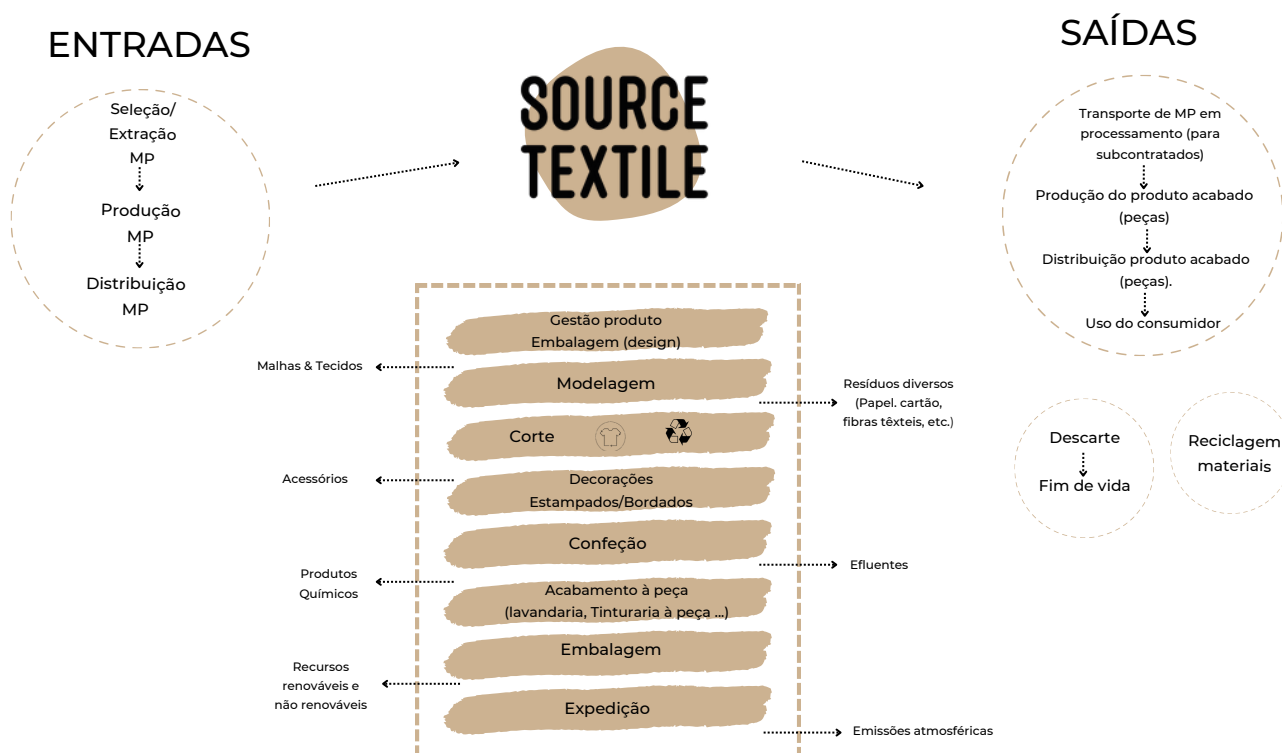 ENTRADAS
Seleção/
Extração
MP
Produção
MP
Distribuição
MP
SOURCE
TEXTILE
SAÍDAS
Transporte de MP em
processamento (para
subcontratados)
Produção do produto acabado
(peças)
Distribuição produto acabado
(peças).
Uso do consumidor
Gestão produto
Embalagem (design)
Malhas & Tecidos
Modelagem
Resíduos diversos
(Papel. cartão,
fibras têxteis, etc.)
Corte
Acessórios
Decorações
Estampados/Bordados
Confeção
Efluentes
Produtos
Químicos
Acabamento à peça
(lavandaria, Tinturaria à peça ...)
Embalagem
Recursos
renováveis e
não renováveis
Expedição
Emissões atmosféricas
Descarte
Fim de vida
Reciclagem
materiais